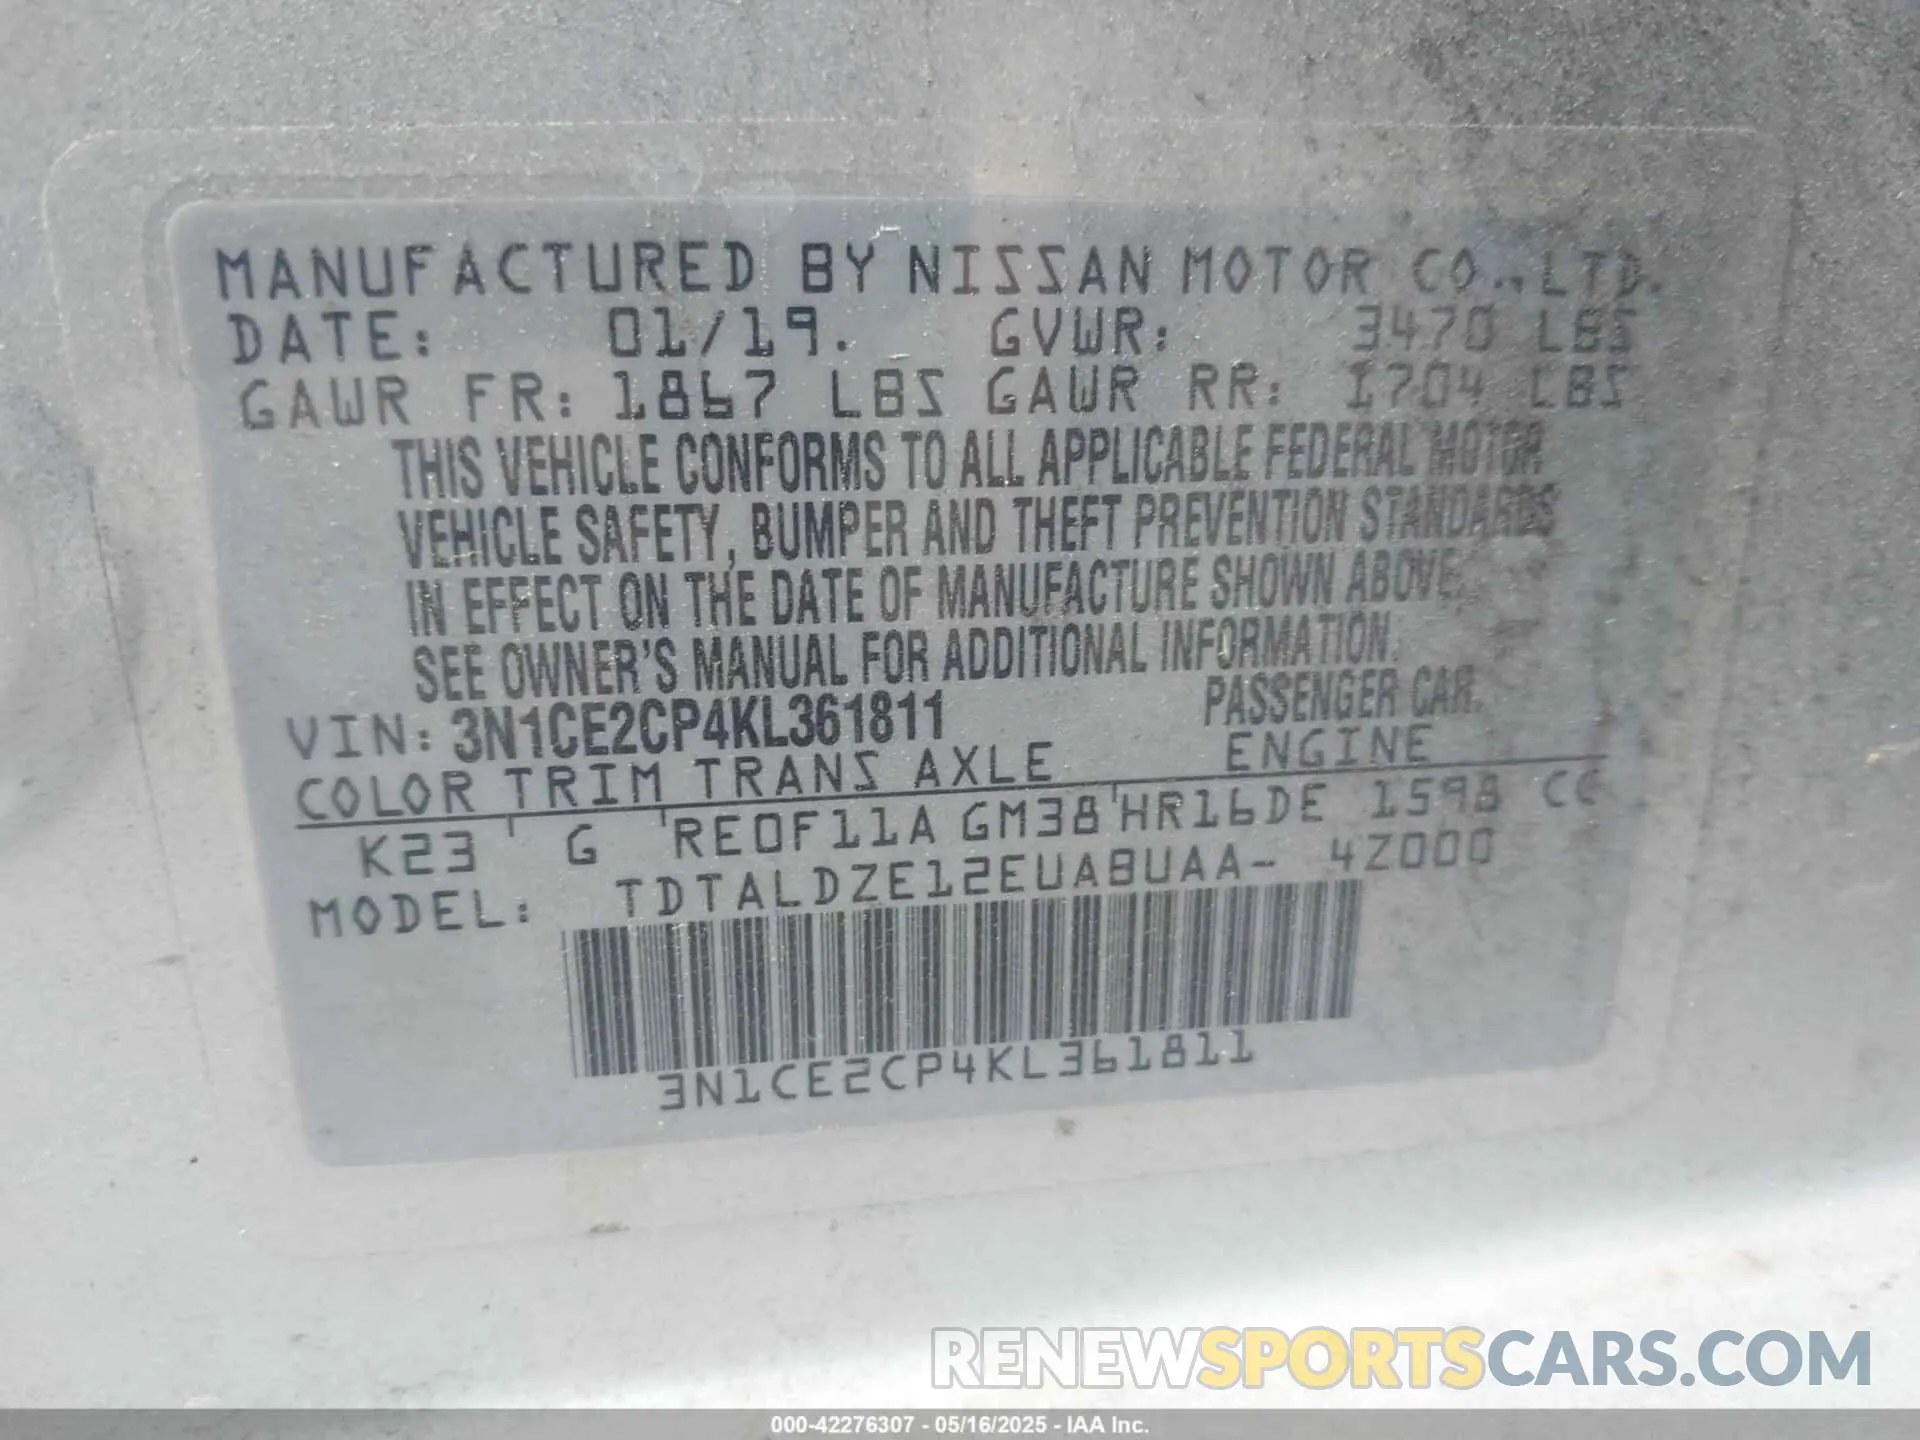 MANUFACTURED BY NISSAN MOTOR CO.,LTD.
DATE: 01/19. GVWR: 3470 LBS
GAWR FR: 1867 LBS GAWR RR: 1704 LBS
THIS VEHICLE CONFORMS TO ALL APPLICABLE FEDERAL MOTOR
VEHICLE SAFETY, BUMPER AND THEFT PREVENTION STANDARDS
IN EFFECT ON THE DATE OF MANUFACTURE SHOWN ABOVE.
SEE OWNER'S MANUAL FOR ADDITIONAL INFORMATION.
VIN: 3N1CE2CP4KL361811 PASSENGER CAR.
COLOR TRIM TRANS AXLE ENGINE
K23 G RE0F11A GM38 HR16DE 1598 CC
MODEL: TDTALDZE12EUA8UAA- 4Z000
3N1CE2CP4KL361811
RENEWSPORTSCARS.COM
000-42276307 - 05/16/2025 - IAA Inc.